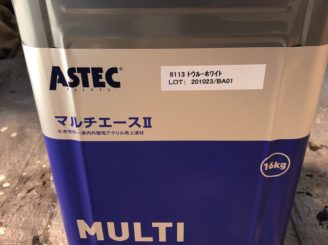 ASTEC
paints
8113 トウルーホワイト
LOT: 201023/BA01
マルチエースII
16kg
MULTI